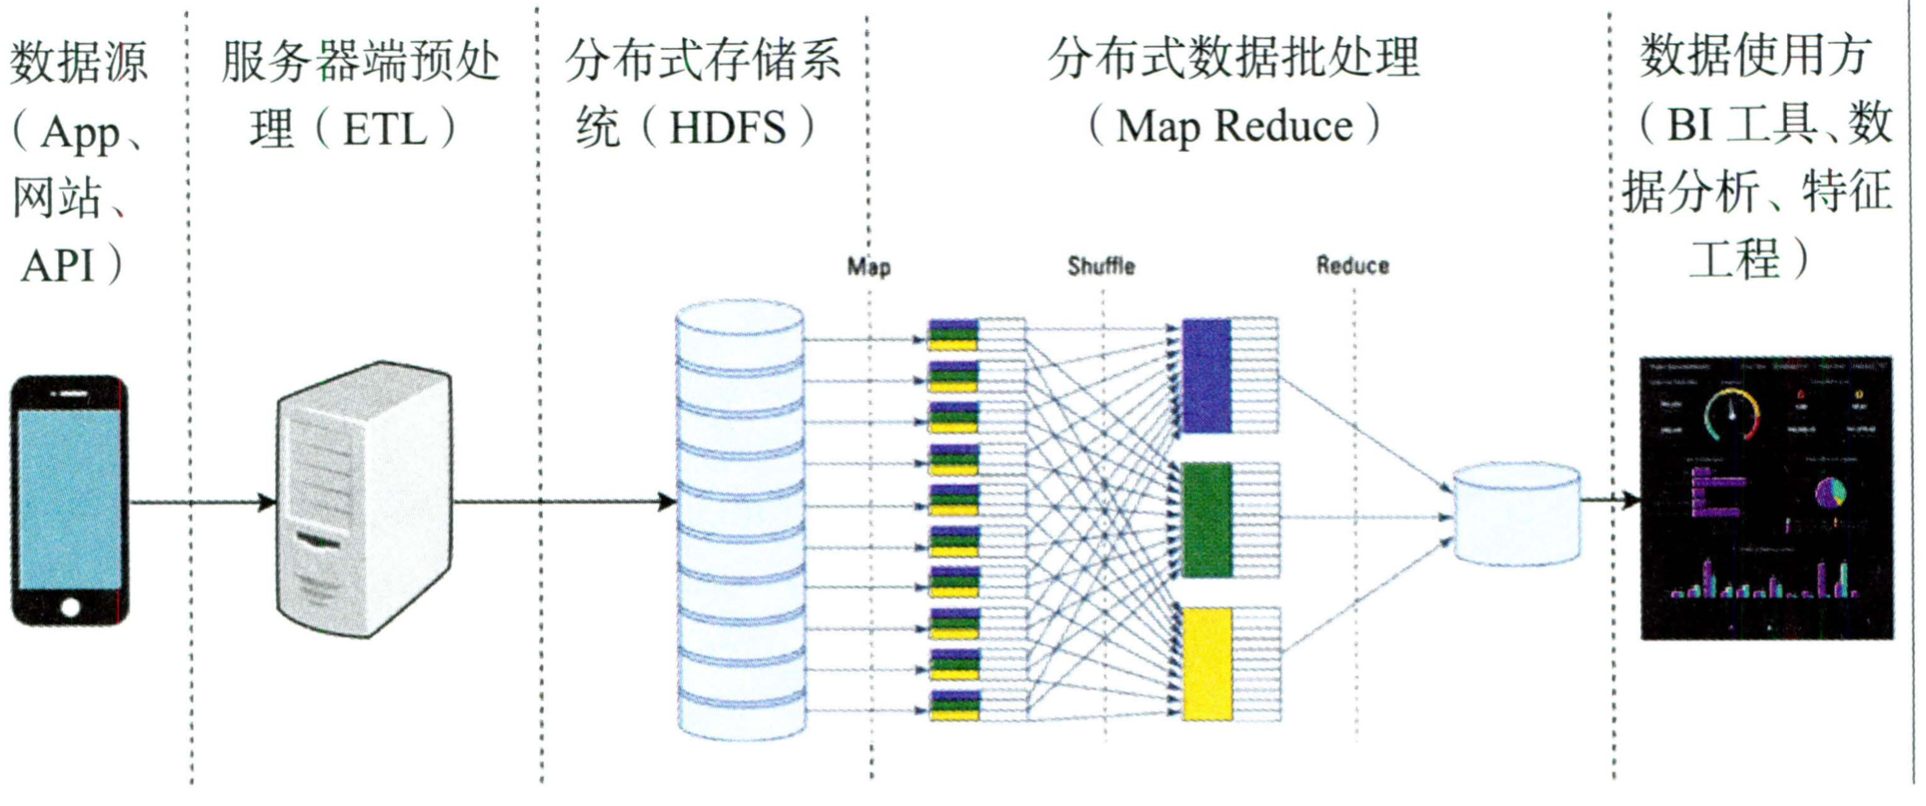 数据源
（App、
网站、
API）
服务器端预处
理（ETL）
分布式存储系
统（HDFS）
分布式数据批处理
（Map Reduce）
数据使用方
（BI 工具、数
据分析、特征
工程）
Map
Shuffle
Reduce